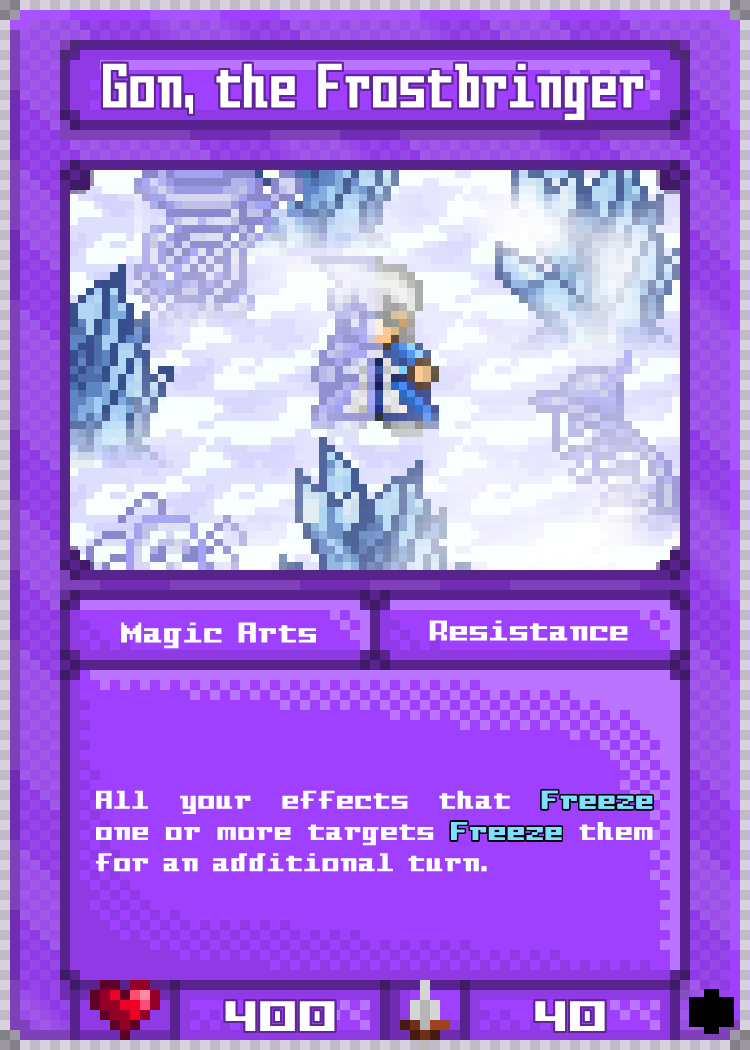 Gon, the Frostbringer
Magic Arts
Resistance
All your effects that Freeze
one or more targets Freeze them
for an additional turn.
400
40